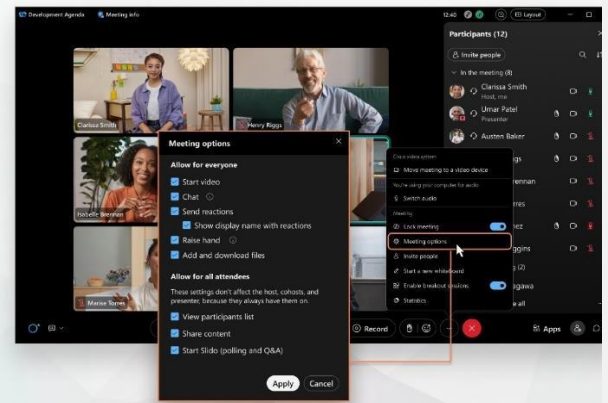 Development Agenda
Meeting info
12:40
Layout
Participants (12)
Invite people
In the meeting (8)
Clarissa Smith
Host, me
Umar Patel
Presenter
Austen Baker
Clarissa Smith
Henry Riggs
Isabelle Brennan
Marise Torres
Meeting options
Allow for everyone
Start video
Chat
Send reactions
Show display name with reactions
Raise hand
Add and download files
Allow for all attendees
These settings don't affect the host, cohosts, and
presenter, because they always have them on.
View participants list
Share content
Start Slido (polling and Q&A)
Apply
Cancel
Move meeting to a video device
You're using your computer for audio
Switch audio
Meeting
Lock meeting
Meeting options
Invite people
Start a new whiteboard
Enable breakout sessions
Statistics
Record
Apps